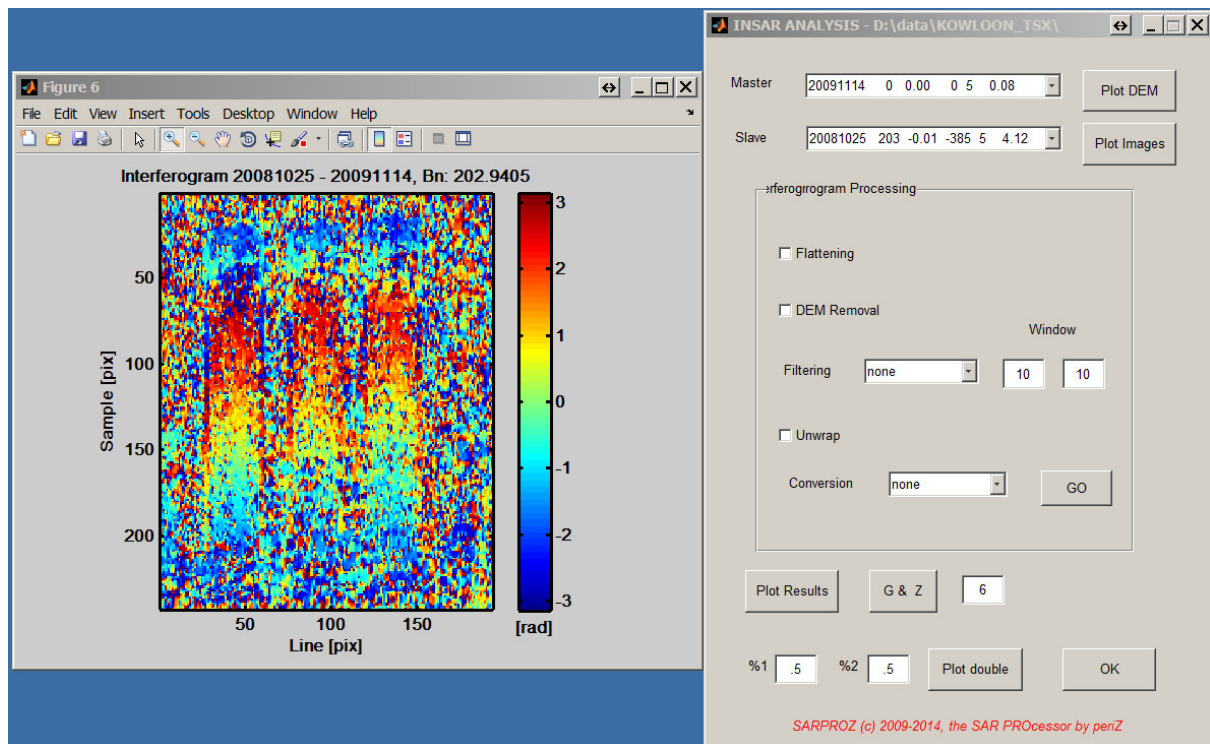 INSAR ANALYSIS - D:\data\KOWLOON_TSX\
Figure 6
File Edit View Insert Tools Desktop Window Help
Interferogram 20081025 - 20091114, Bn: 202.9405
50
100
150
200
Sample [pix]
50 100 150
Line [pix]
3
2
1
0
-1
-2
-3
[rad]
Master 20091114 0 0.00 0 5 0.08 Plot DEM
Slave 20081025 203 -0.01 -385 5 4.12 Plot Images
erferogrrogram Processing
Flattening
DEM Removal
Window
Filtering none 10 10
Unwrap
Conversion none GO
Plot Results G & Z 6
%1 .5 %2 .5 Plot double OK
SARPROZ (c) 2009-2014, the SAR PROcessor by periZ